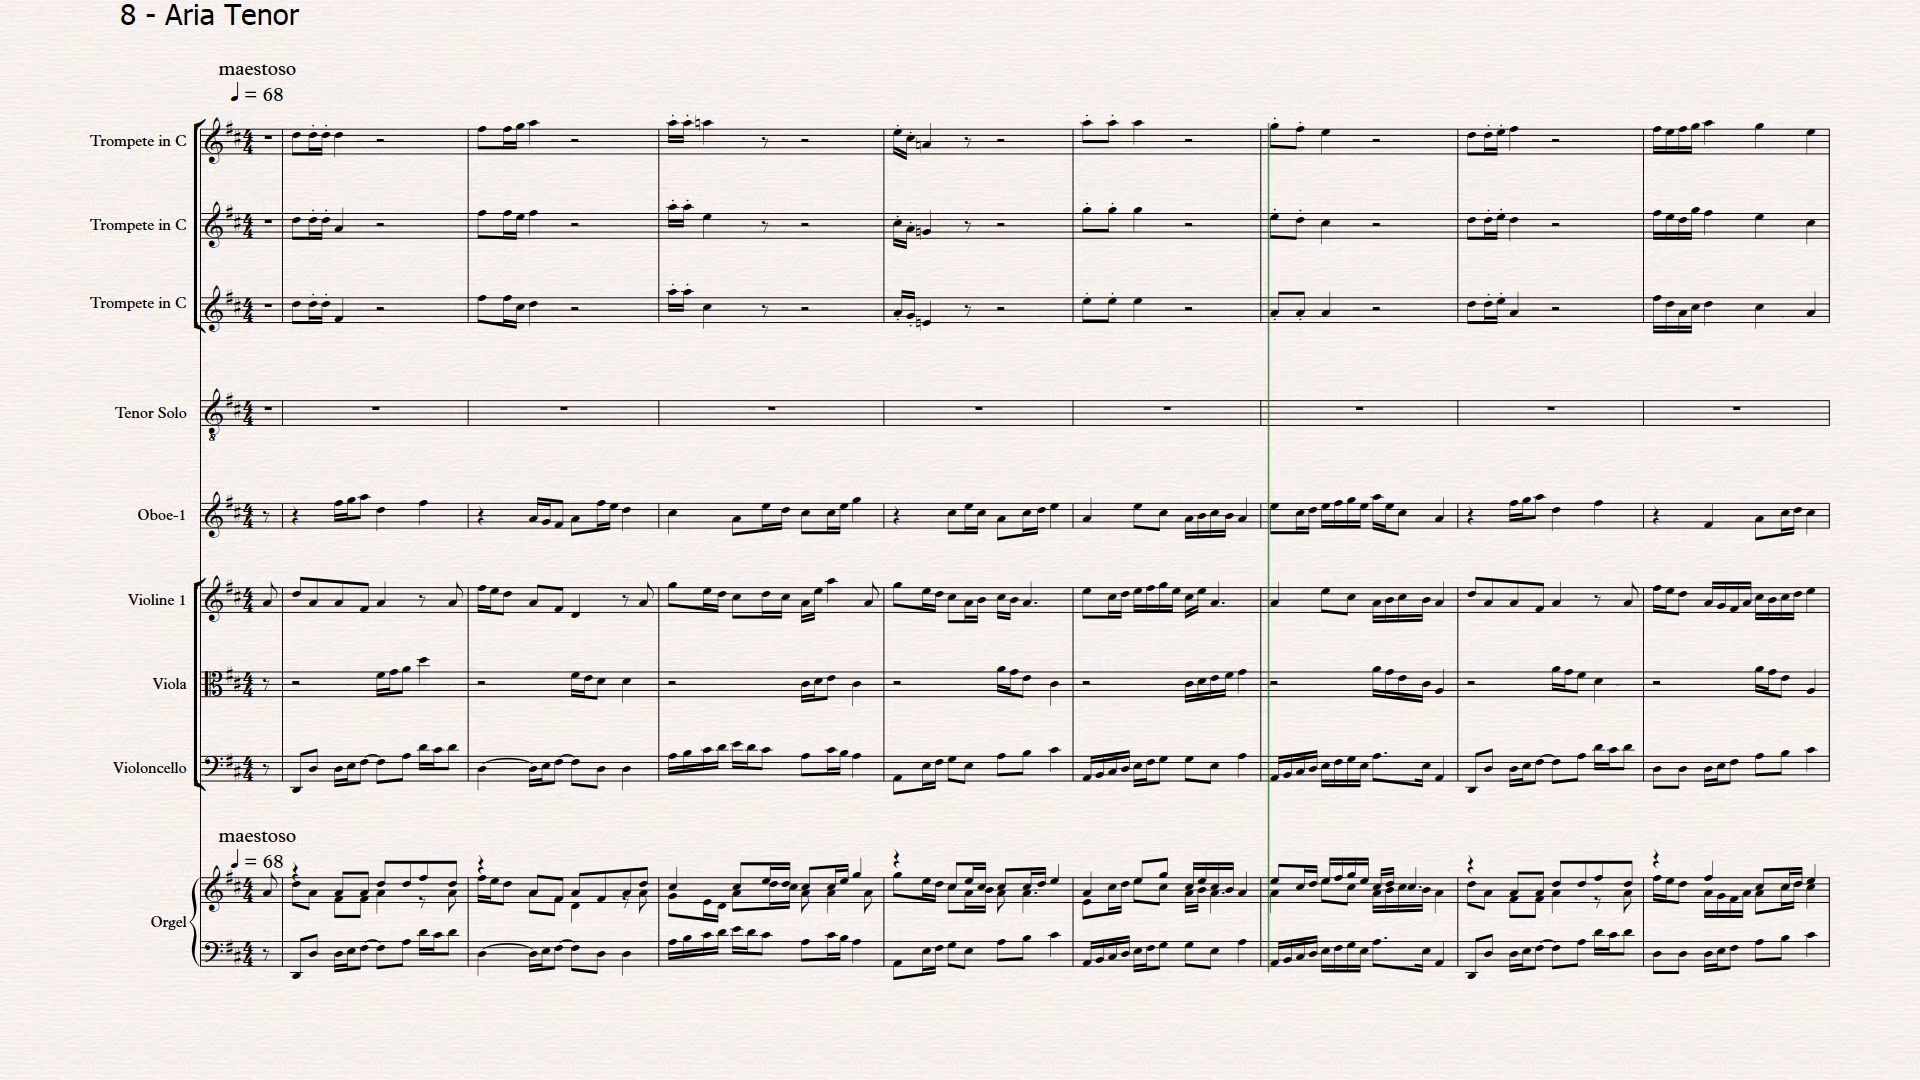 8 - Aria Tenor
maestoso
♩ = 68
Trompete in C
Trompete in C
Trompete in C
Tenor Solo
Oboe-1
Violine 1
Viola
Violoncello
maestoso
♩ = 68
Orgel